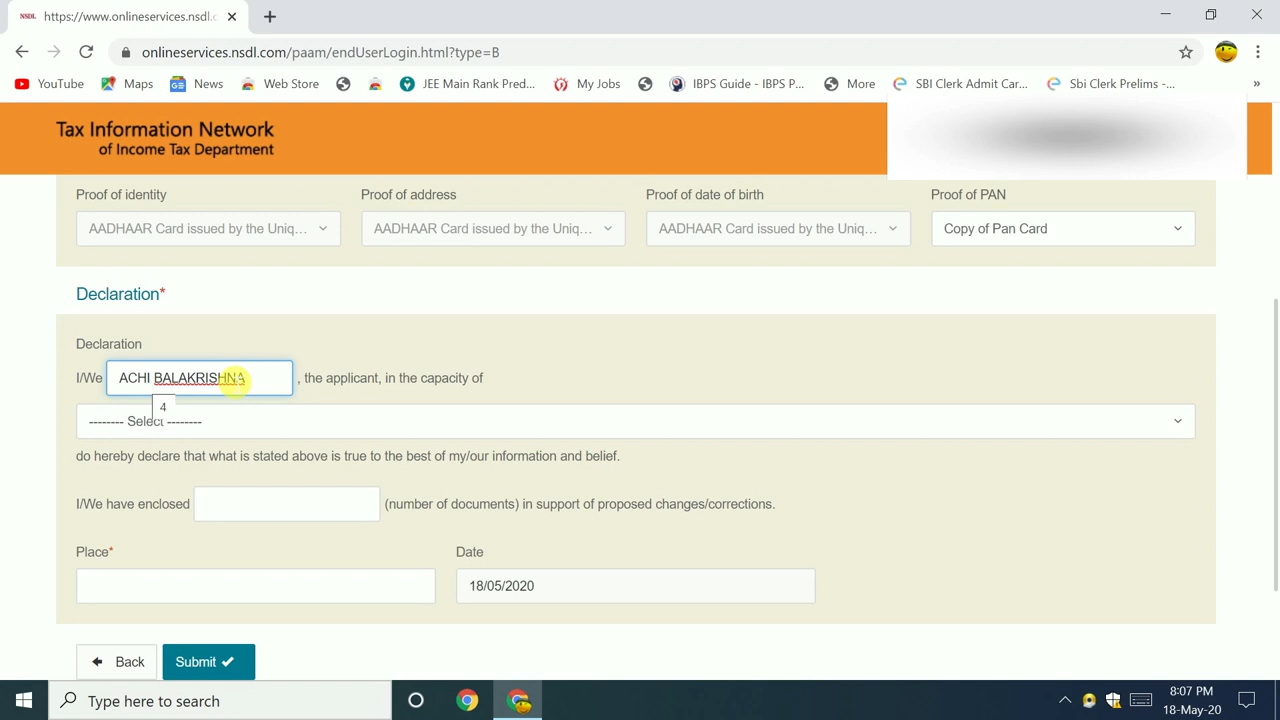 NSDL https://www.onlineservices.nsdl.c
onlineservices.nsdl.com/paam/endUserLogin.html?type=B
YouTube Maps News Web Store JEE Main Rank Pred... My Jobs IBPS Guide - IBPS P... More SBI Clerk Admit Car... Sbi Clerk Prelims -... »
Tax Information Network
of Income Tax Department
Proof of identity Proof of address Proof of date of birth Proof of PAN
AADHAAR Card issued by the Uniq... AADHAAR Card issued by the Uniq... AADHAAR Card issued by the Uniq... Copy of Pan Card
Declaration*
Declaration
I/We ACHI BALAKRISHNA , the applicant, in the capacity of
4
-------- Select --------
do hereby declare that what is stated above is true to the best of my/our information and belief.
I/We have enclosed (number of documents) in support of proposed changes/corrections.
Place* Date
18/05/2020
Back Submit
Type here to search
8:07 PM
18-May-20